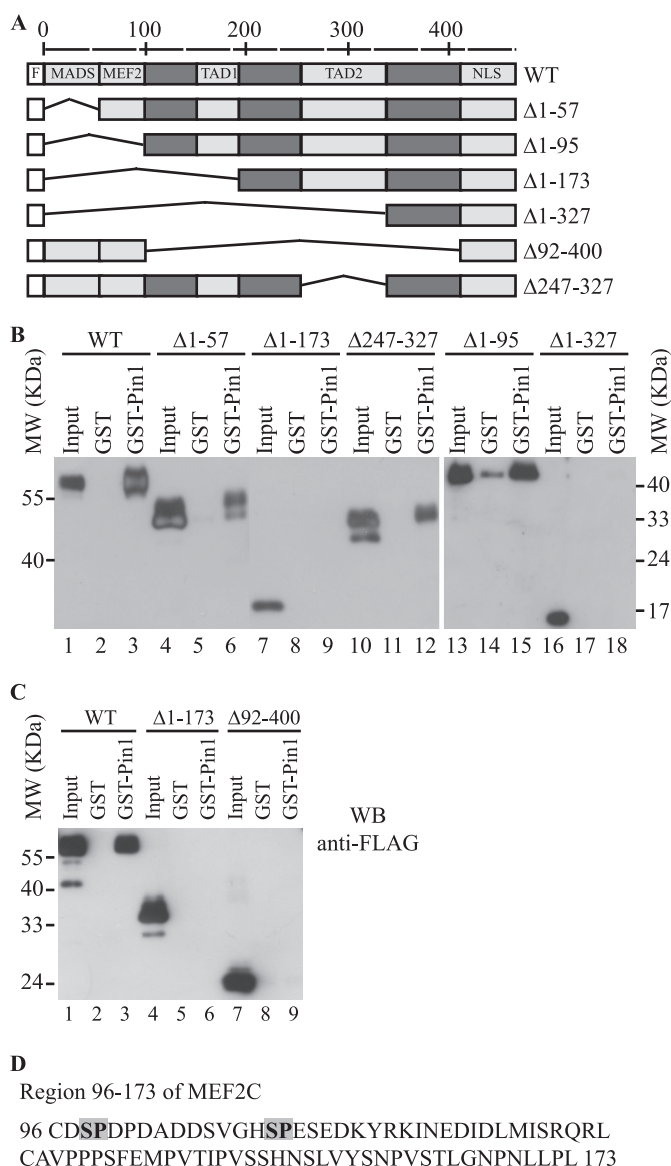 A
0 100 200 300 400
F MADS MEF2 TAD1 TAD2 NLS WT
Δ1-57
Δ1-95
Δ1-173
Δ1-327
Δ92-400
Δ247-327
B
WT Δ1-57 Δ1-173 Δ247-327 Δ1-95 Δ1-327
MW (KDa) Input GST GST-Pin1 Input GST GST-Pin1 Input GST GST-Pin1 Input GST GST-Pin1 Input GST GST-Pin1 Input GST GST-Pin1 MW (KDa)
55 40
33
40 24
17
1 2 3 4 5 6 7 8 9 10 11 12 13 14 15 16 17 18
C
WT Δ1-173 Δ92-400
MW (KDa) Input GST GST-Pin1 Input GST GST-Pin1 Input GST GST-Pin1
WB
anti-FLAG
55
40
33
24
1 2 3 4 5 6 7 8 9
D
Region 96-173 of MEF2C
96 CDSPDPDADDSVGHSPESEDKYRKINEDIDLMISRQRL
CAVPPPSFEMPVTIPVSSHNSLVYSNPVSTLGNPNLLPL 173